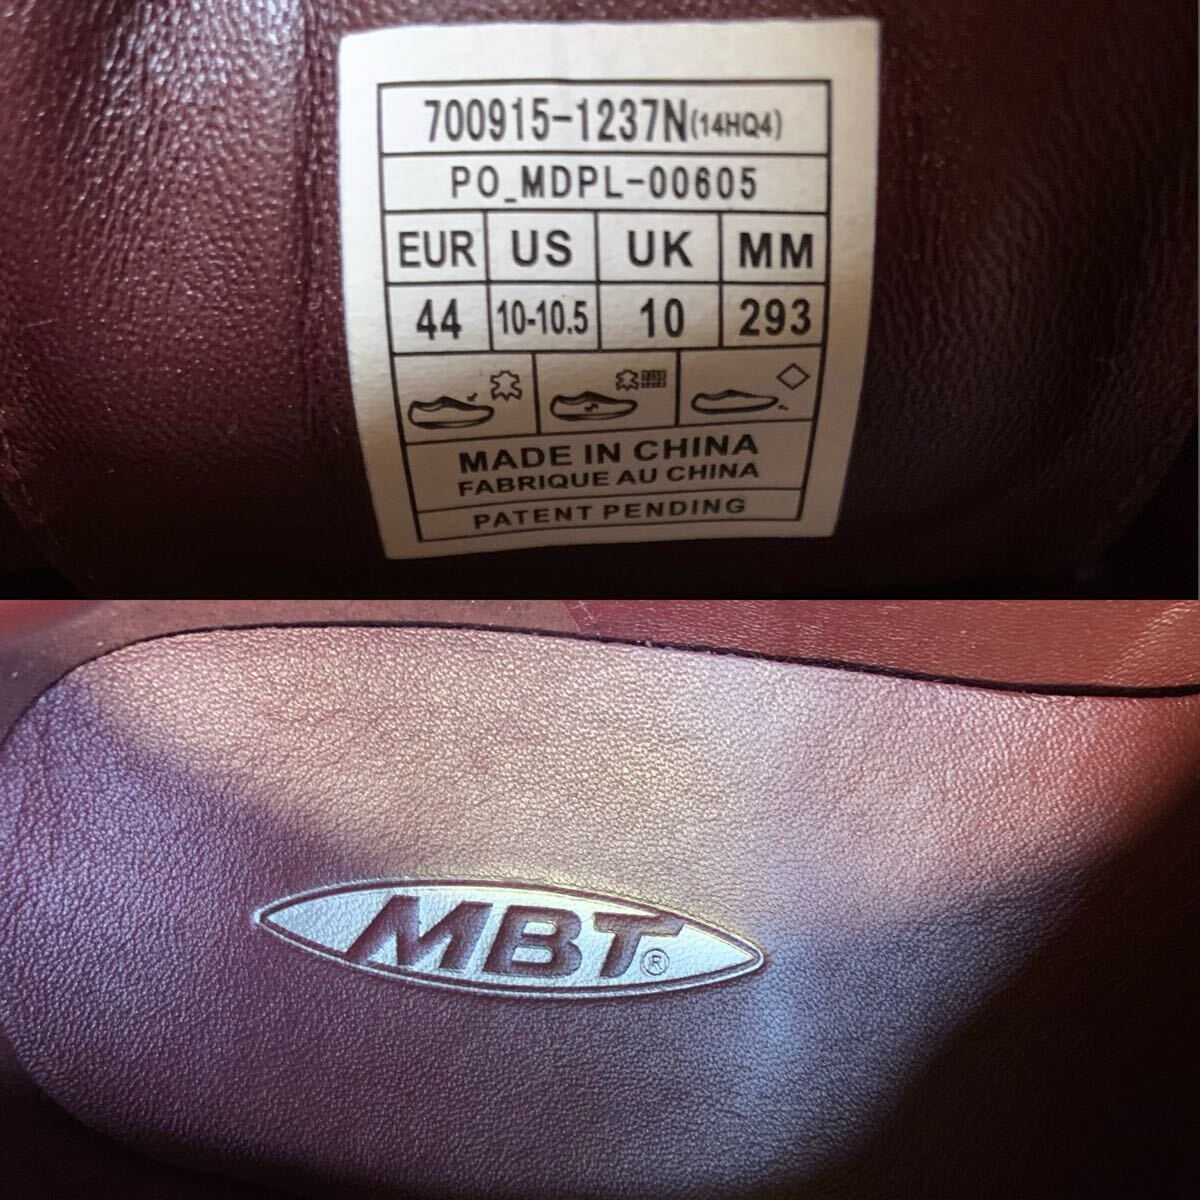 700915-1237N(14HQ4)
PO_MDPL-00605
EUR US UK MM
44 10-10.5 10 293
MADE IN CHINA
FABRIQUE AU CHINA
PATENT PENDING
MBT®